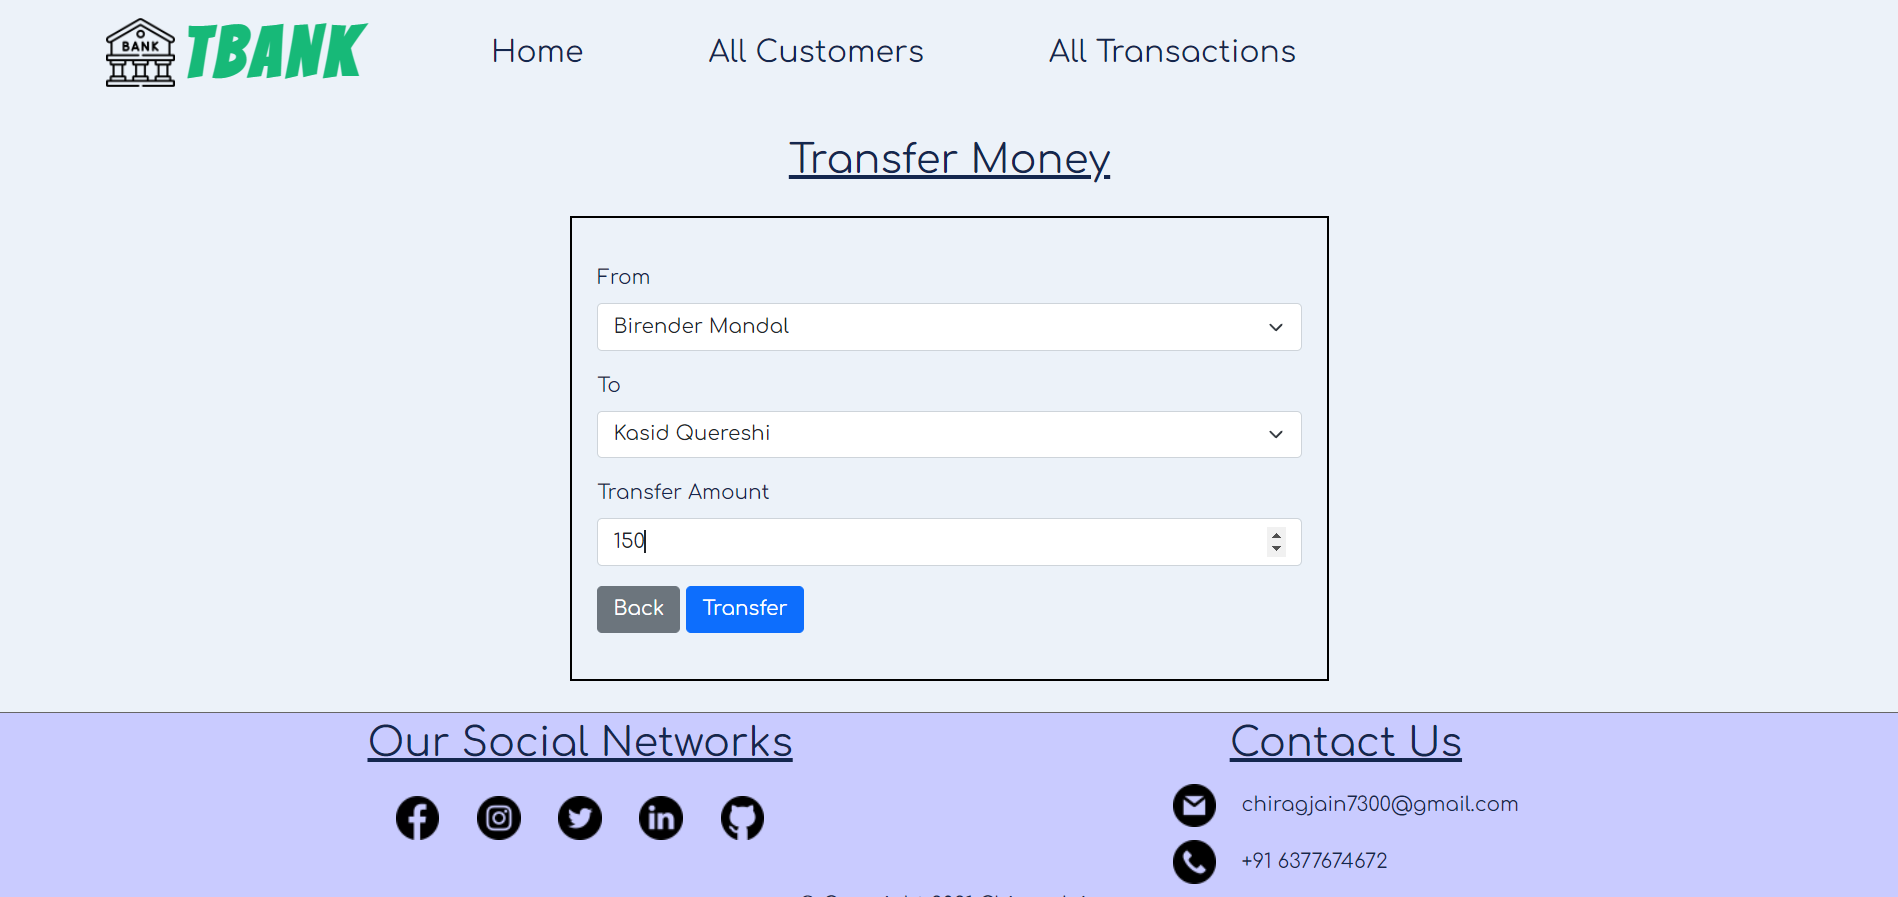 BANK TBANK Home All Customers All Transactions
Transfer Money
From
Birender Mandal
To
Kasid Quereshi
Transfer Amount
150
Back Transfer
Our Social Networks Contact Us
chiragjain7300@gmail.com
+91 6377674672